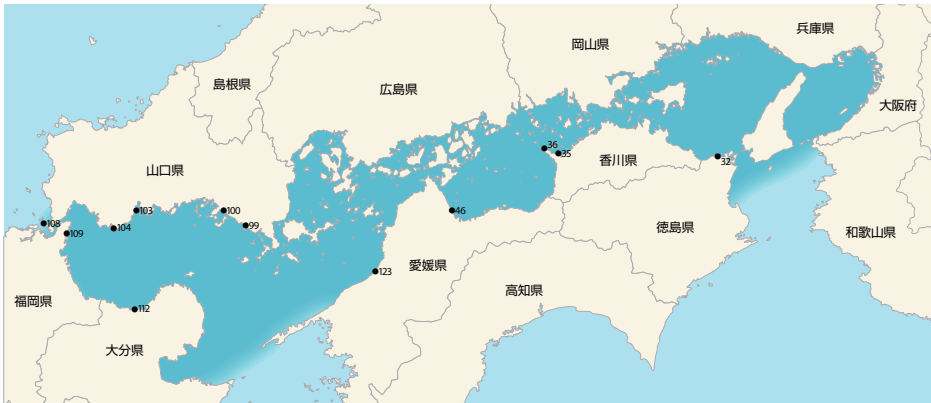 兵庫県
岡山県
島根県
広島県
大阪府
36
35
香川県
32
山口県
103
100
46
108
104
99
徳島県
109
和歌山県
愛媛県
123
高知県
福岡県
112
大分県